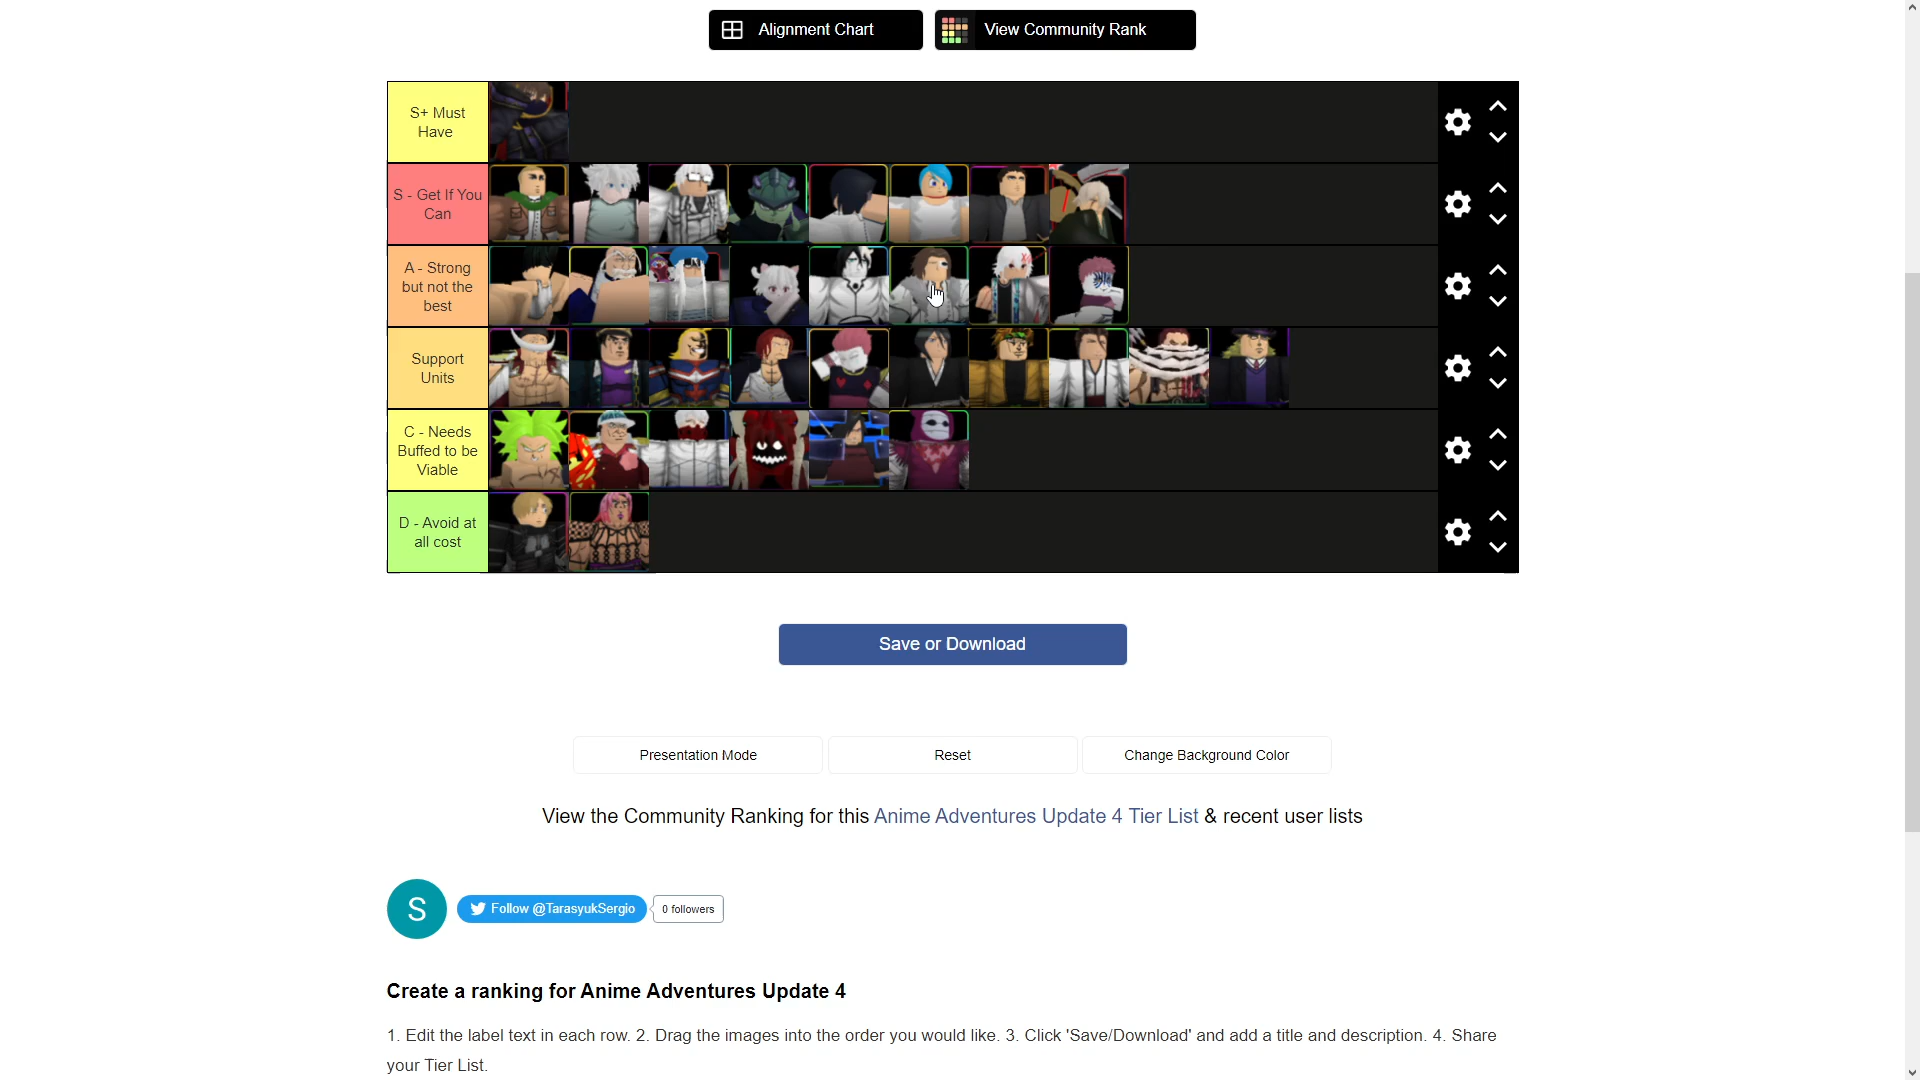 Alignment Chart
View Community Rank
S+ Must
Have
S - Get If You
Can
A - Strong
but not the
best
Support
Units
C - Needs
Buffed to be
Viable
D - Avoid at
all cost
Save or Download
Presentation Mode
Reset
Change Background Color
View the Community Ranking for this Anime Adventures Update 4 Tier List & recent user lists
S
Follow @TarasyukSergio
0 followers
Create a ranking for Anime Adventures Update 4
1. Edit the label text in each row. 2. Drag the images into the order you would like. 3. Click 'Save/Download' and add a title and description. 4. Share
your Tier List.